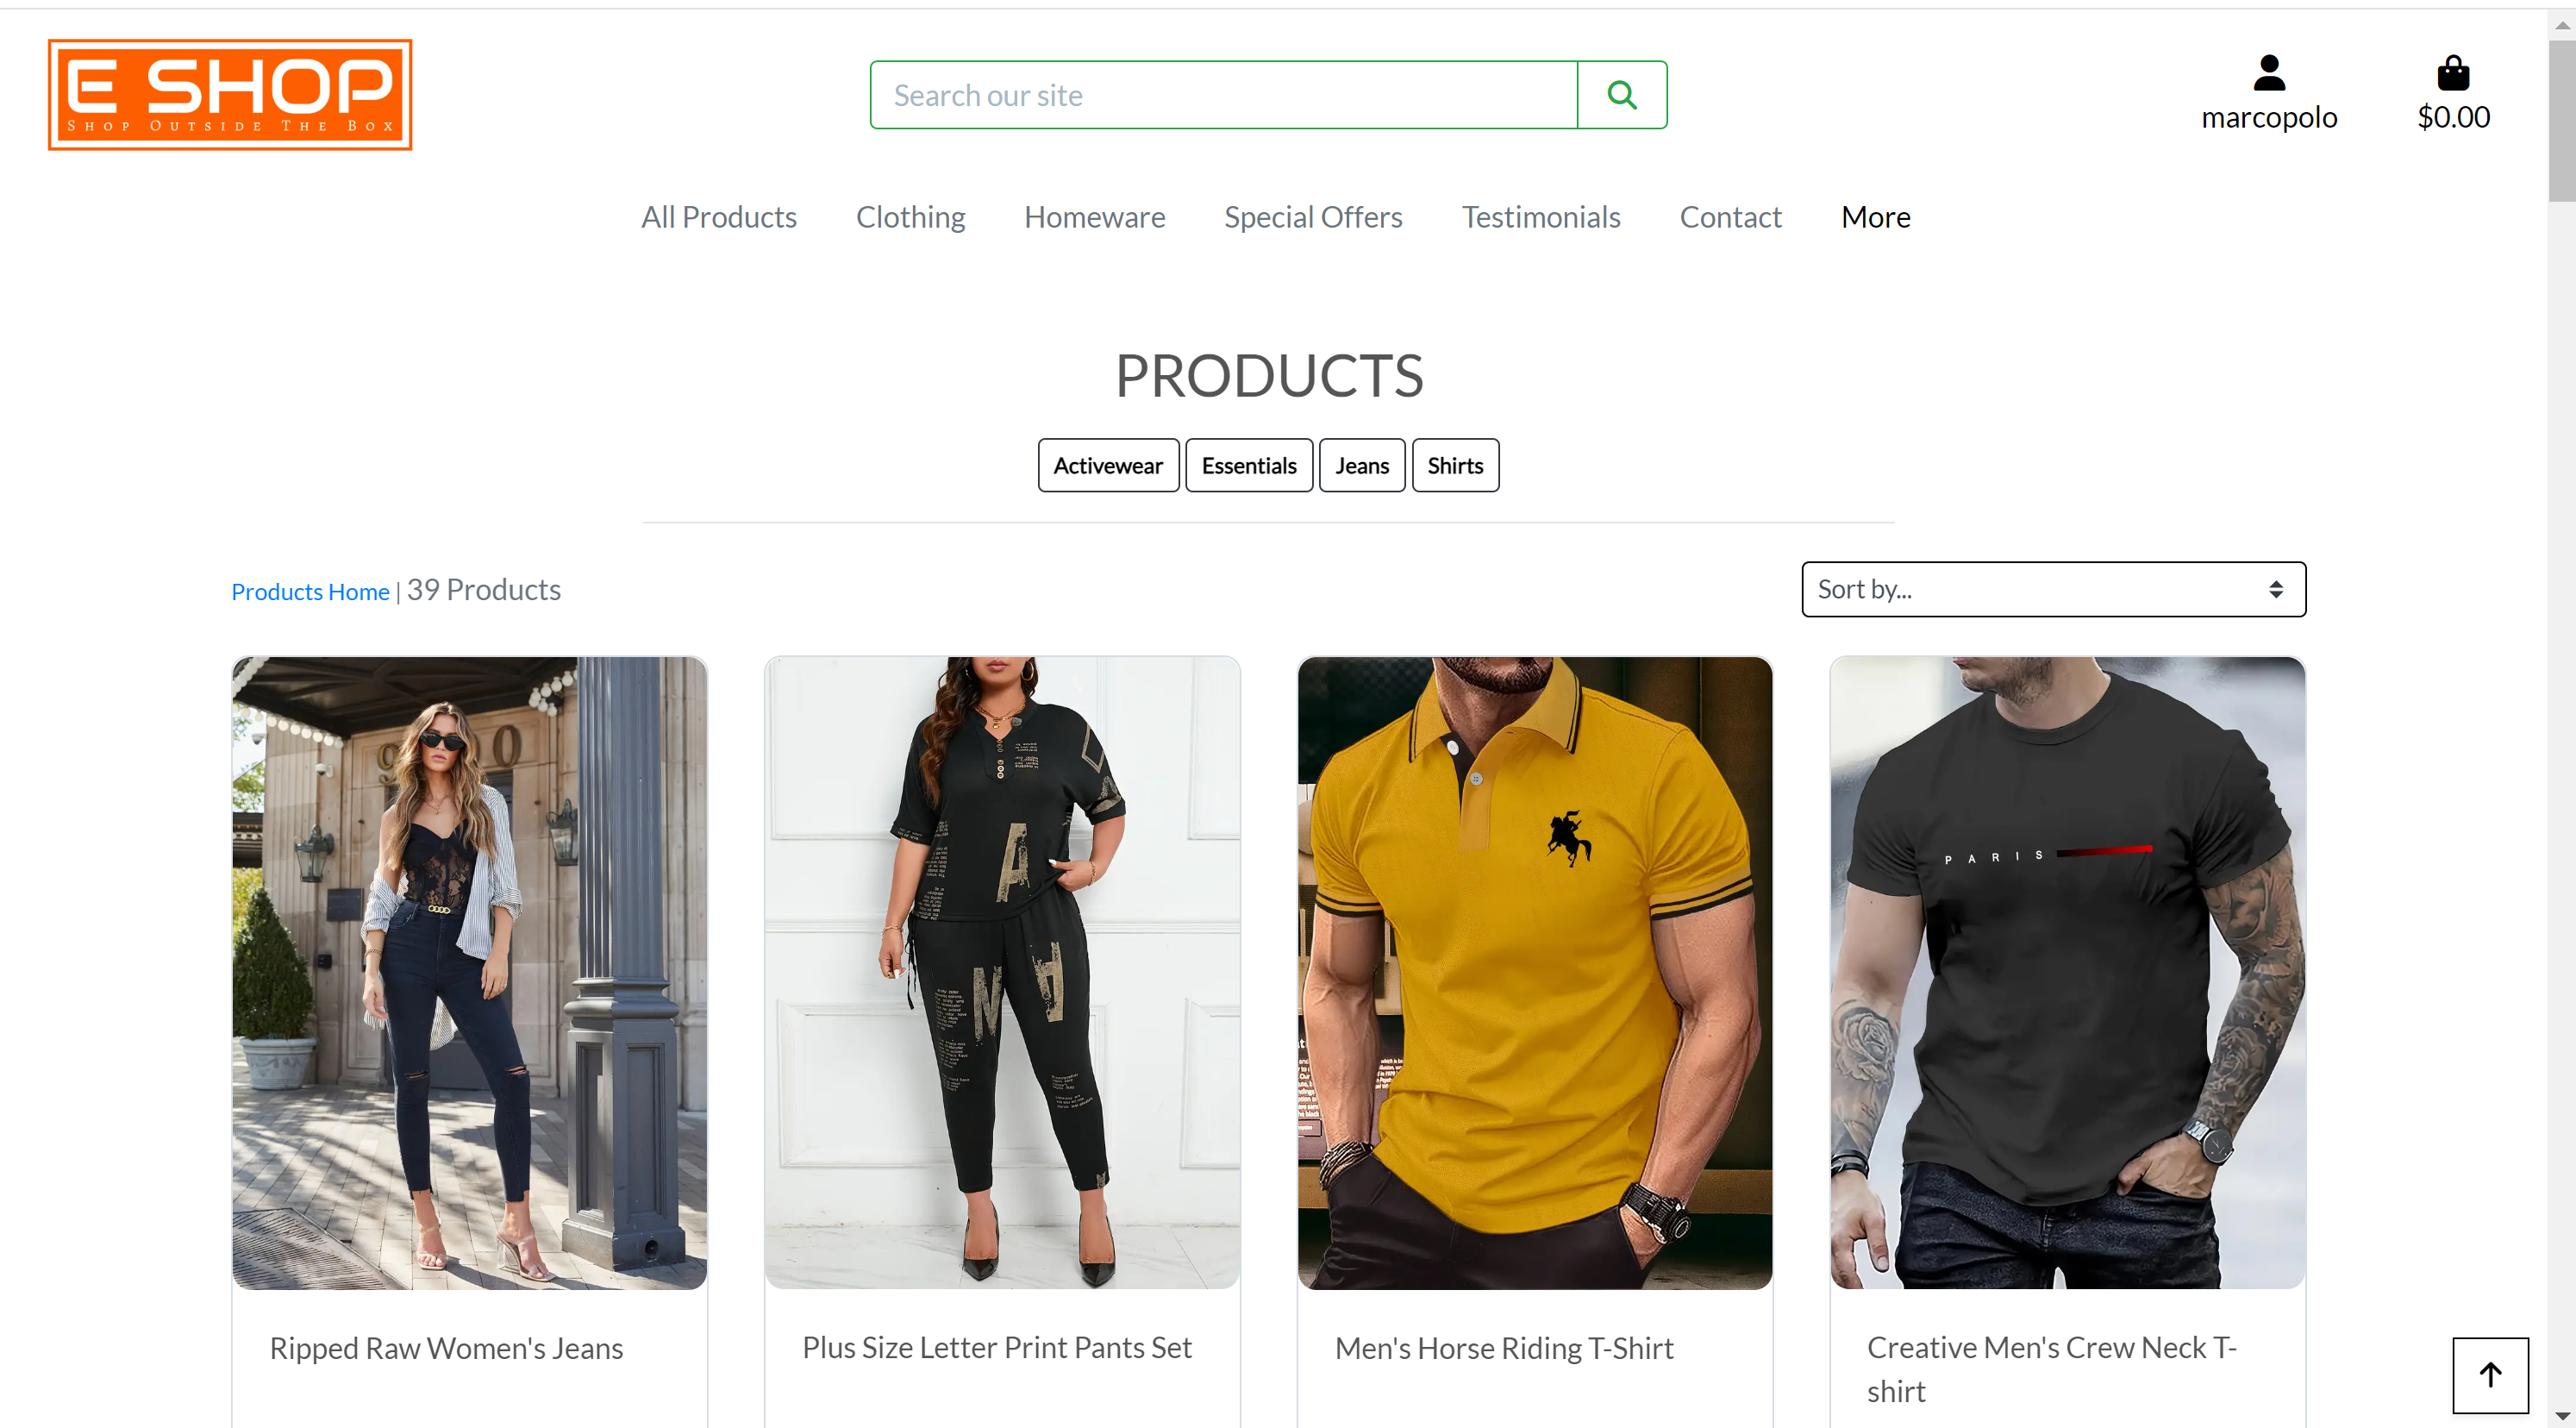 E SHOP
Shop Outside The Box
Search our site
marcopolo
$0.00
All Products Clothing Homeware Special Offers Testimonials Contact More
PRODUCTS
Activewear Essentials Jeans Shirts
Products Home | 39 Products
Sort by...
PARIS
Ripped Raw Women's Jeans
Plus Size Letter Print Pants Set
Men's Horse Riding T-Shirt
Creative Men's Crew Neck T-
shirt